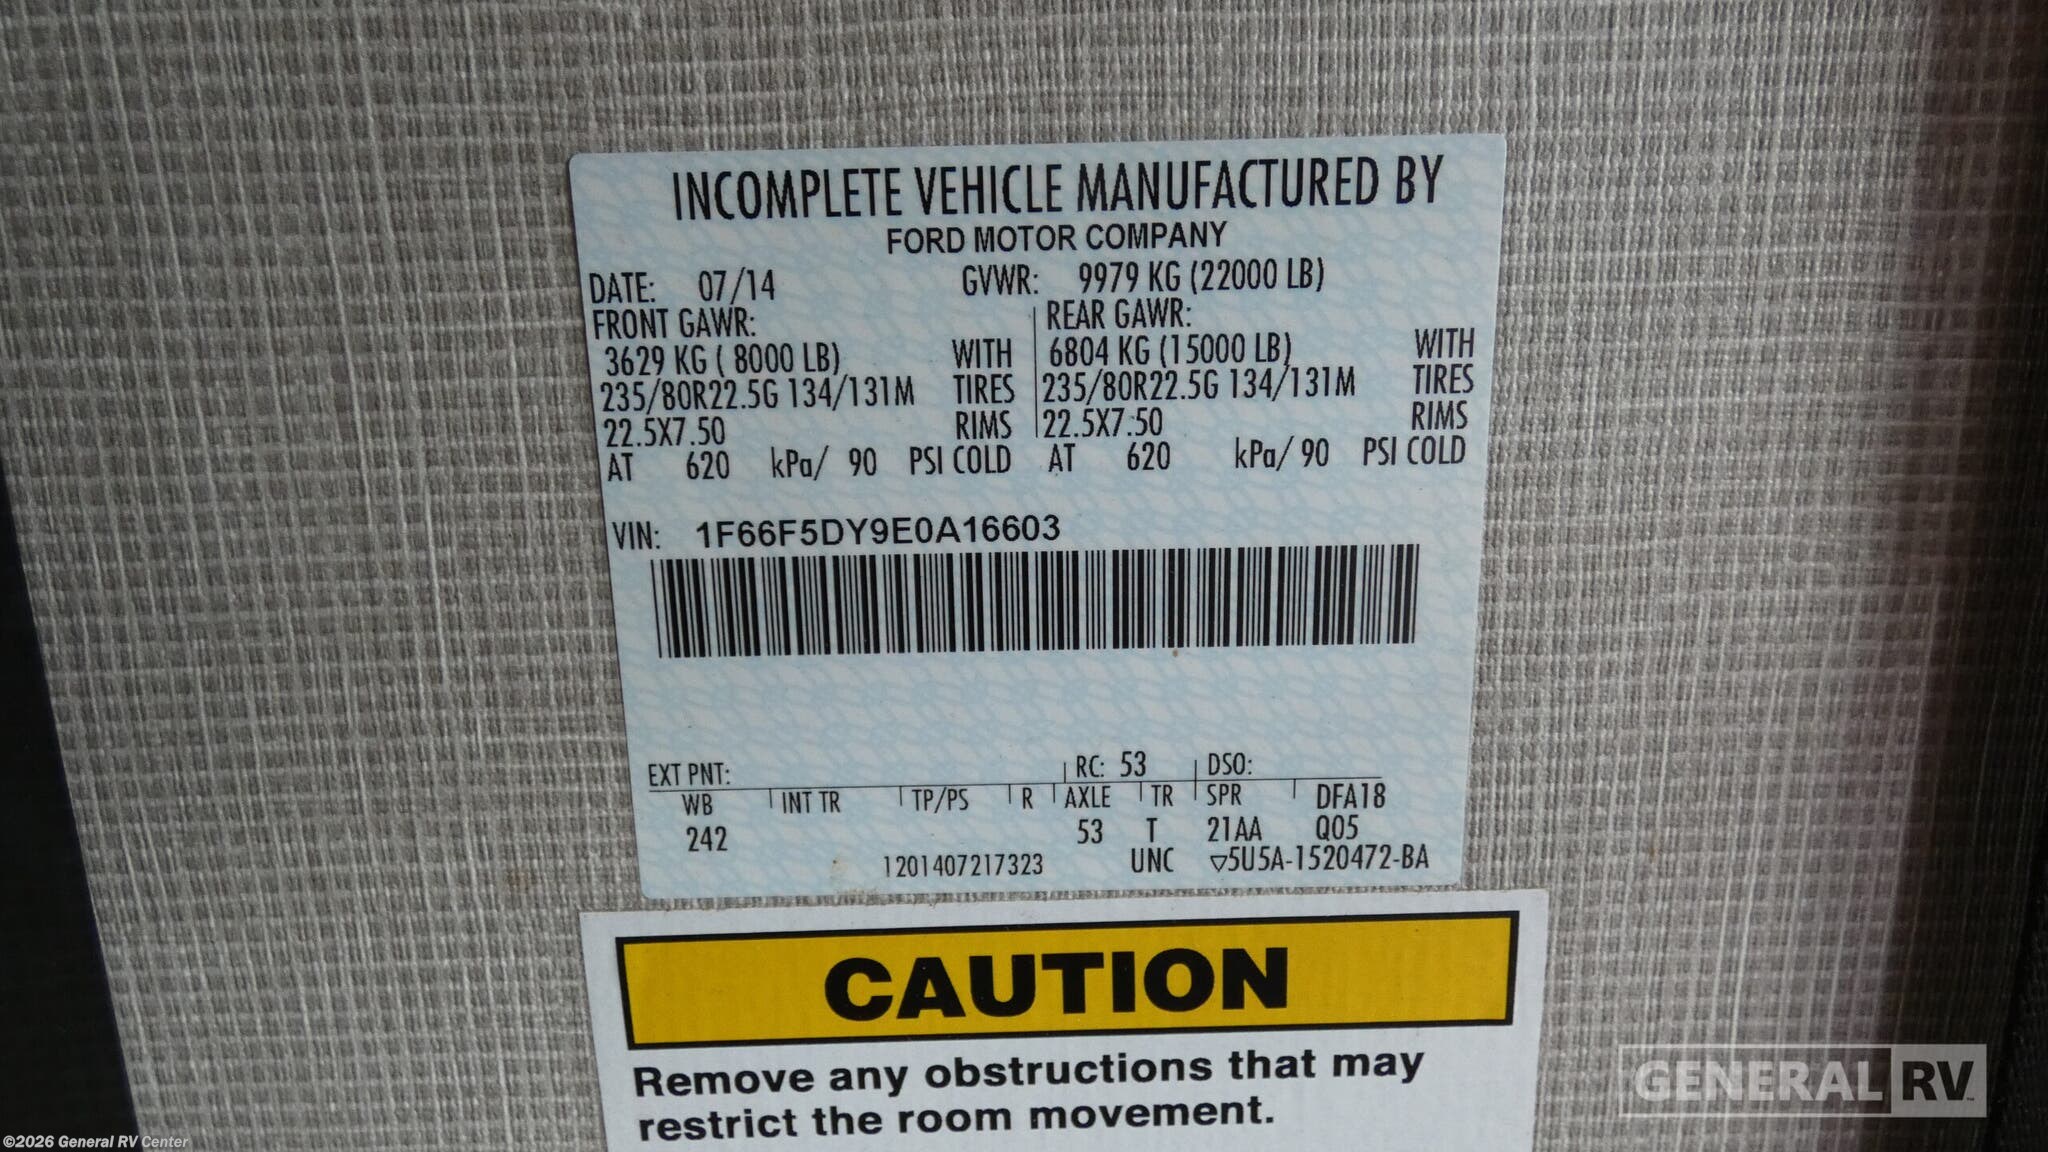 INCOMPLETE VEHICLE MANUFACTURED BY
FORD MOTOR COMPANY
DATE: 07/14 GVWR: 9979 KG (22000 LB)
FRONT GAWR: REAR GAWR:
3629 KG ( 8000 LB) WITH 6804 KG (15000 LB) WITH
235/80R22.5G 134/131M TIRES 235/80R22.5G 134/131M TIRES
22.5X7.50 RIMS 22.5X7.50 RIMS
AT 620 kPa/ 90 PSI COLD AT 620 kPa/ 90 PSI COLD
VIN: 1F66F5DY9E0A16603
EXT PNT: RC: 53 DSO:
WB INT TR TP/PS R AXLE TR SPR DFA18
242 53 T 21AA Q05
1201407217323 UNC ▽5U5A-1520472-BA
CAUTION
Remove any obstructions that may
restrict the room movement.
GENERAL RV
©2026 General RV Center